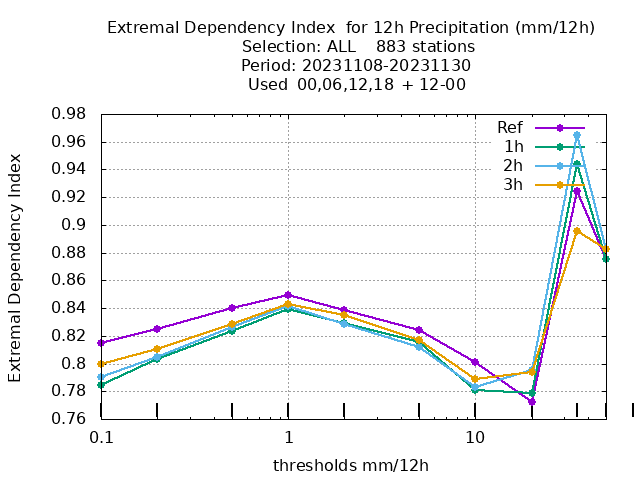 Extremal Dependency Index  for 12h Precipitation (mm/12h)
Selection: ALL    883 stations
Period: 20231108-20231130
Used  00,06,12,18  + 12-00
Extremal Dependency Index
0.98
0.96
0.94
0.92
0.9
0.88
0.86
0.84
0.82
0.8
0.78
0.76
Ref
1h
2h
3h
0.1
1
10
thresholds mm/12h